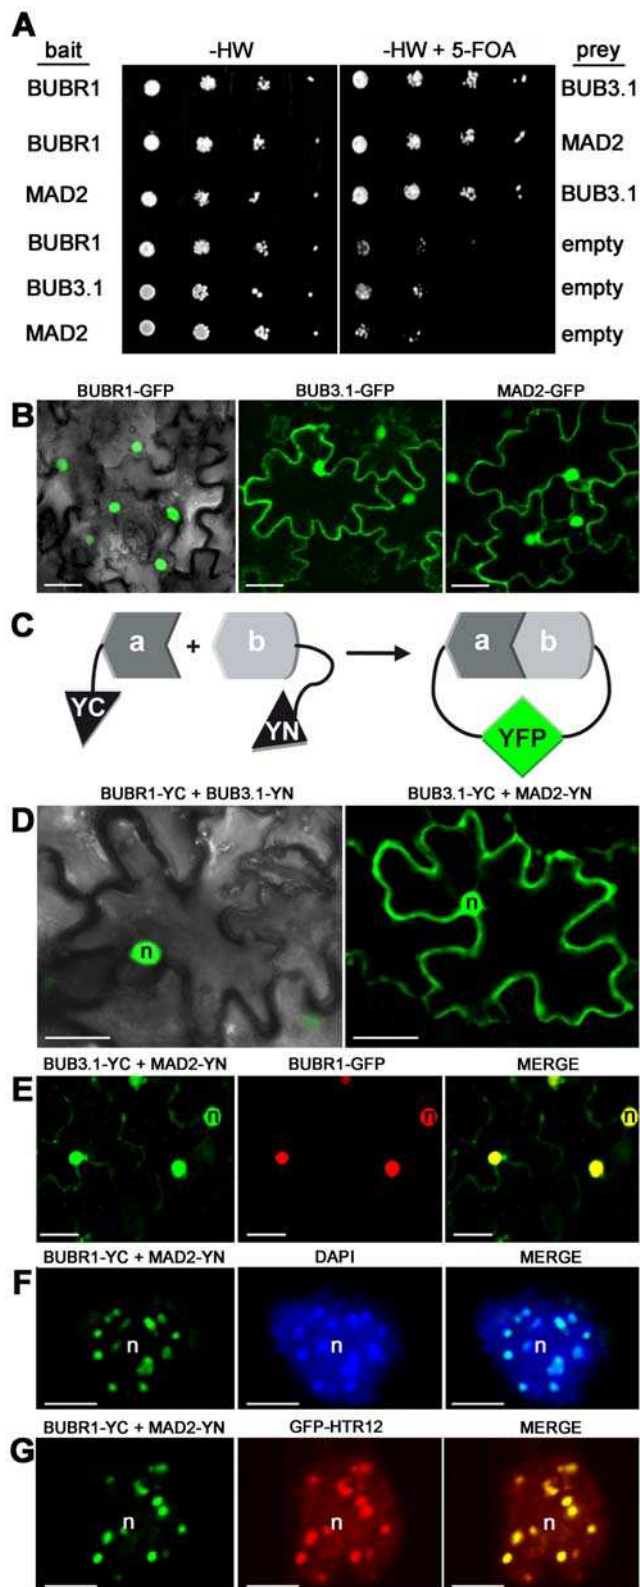 A
bait -HW -HW + 5-FOA prey
BUBR1 BUB3.1
BUBR1 MAD2
MAD2 BUB3.1
BUBR1 empty
BUB3.1 empty
MAD2 empty
BUBR1-GFP BUB3.1-GFP MAD2-GFP
B
C
a + b a b
YC YN YFP
BUBR1-YC + BUB3.1-YN BUB3.1-YC + MAD2-YN
D
n n
BUB3.1-YC + MAD2-YN BUBR1-GFP MERGE
E
n n n
BUBR1-YC + MAD2-YN DAPI MERGE
F
n n n
BUBR1-YC + MAD2-YN GFP-HTR12 MERGE
G
n n n